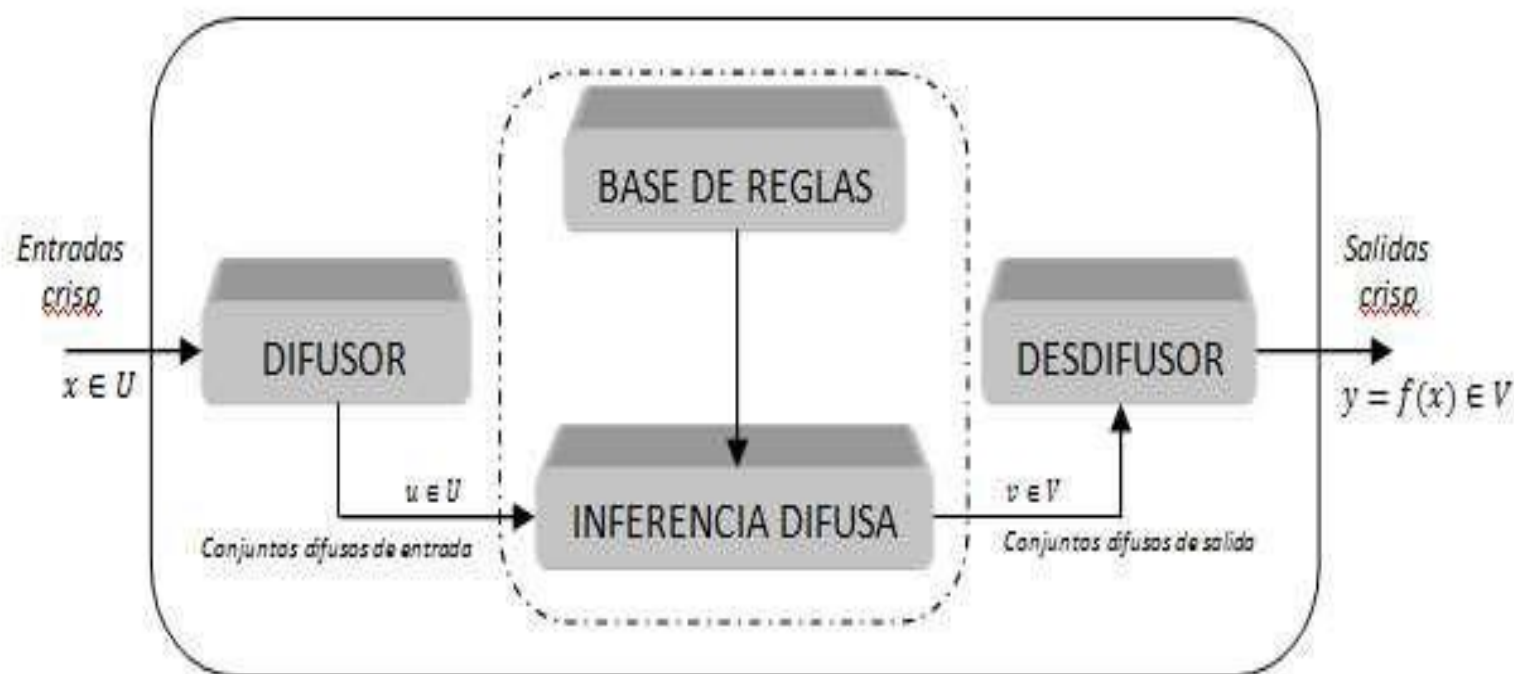 BASE DE REGLAS
Entradas
crisp
x ∈ U
DIFUSOR
u ∈ U
Conjuntos difusos de entrada
INFERENCIA DIFUSA
v ∈ V
Conjuntos difusos de salida
DESDIFUSOR
Salidas
crisp
y = f(x) ∈ V